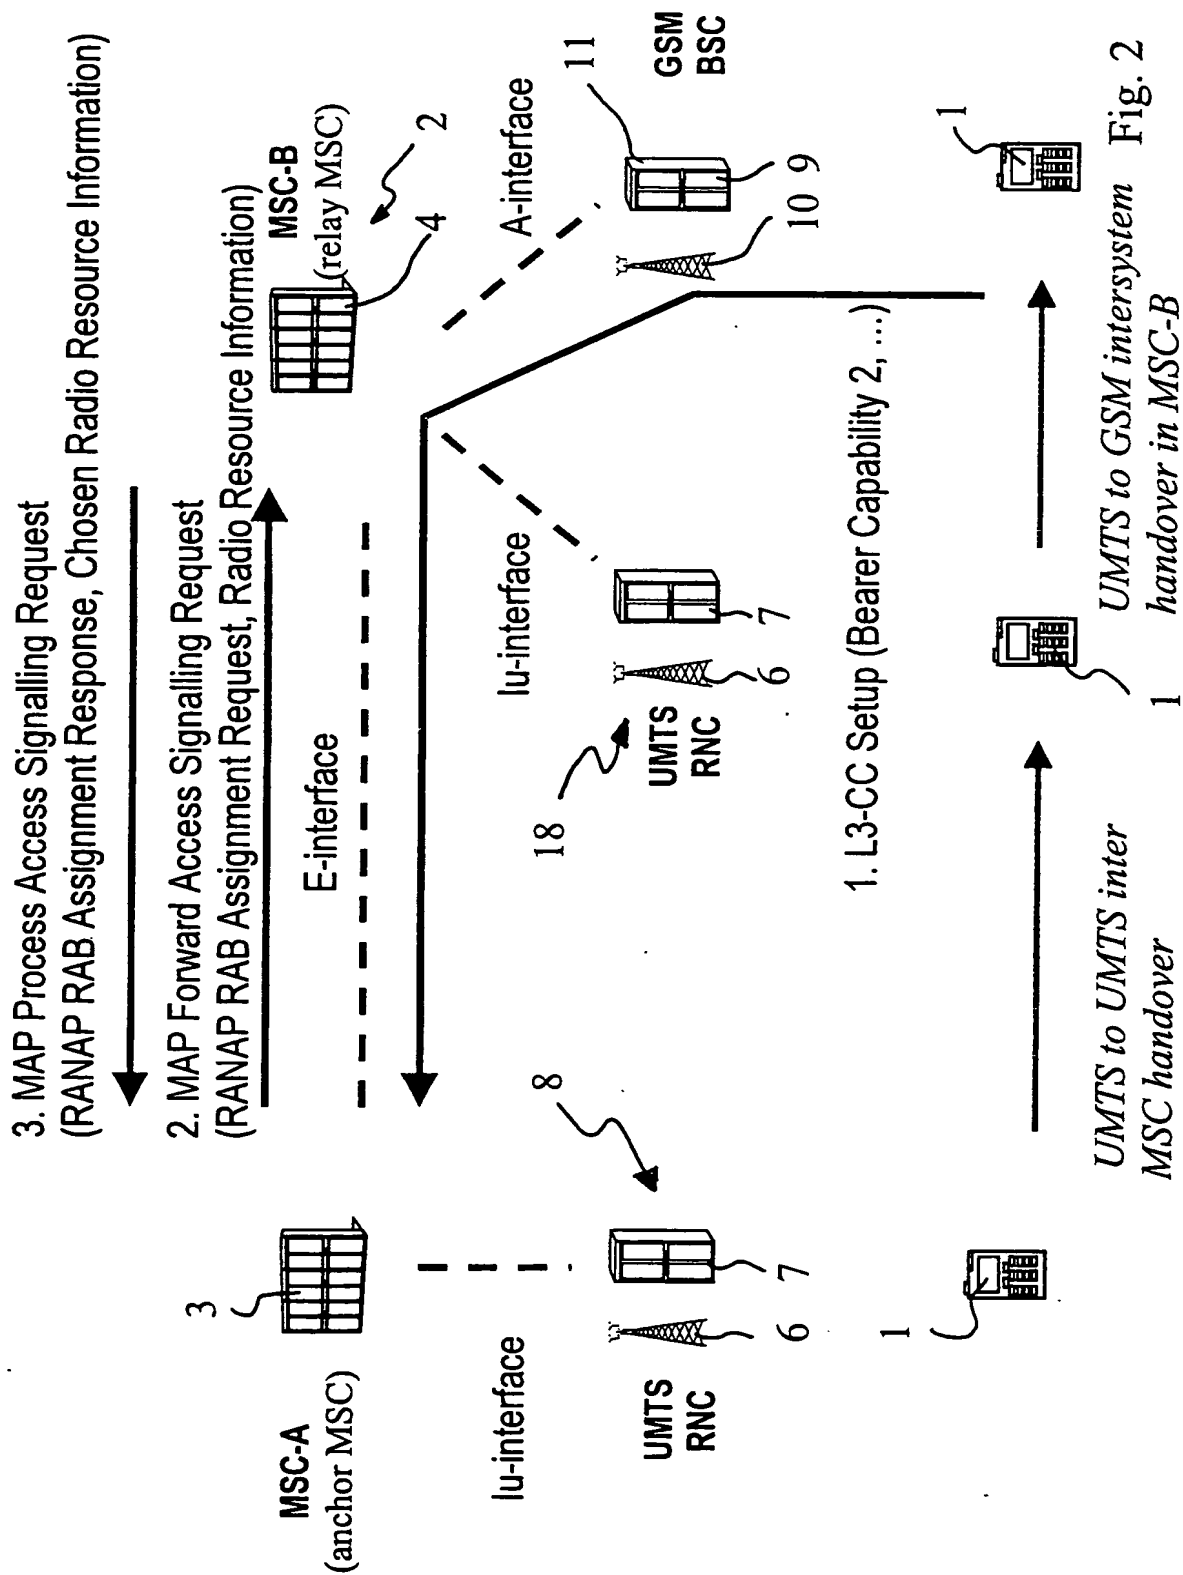 3. MAP Process Access Signalling Request
(RANAP RAB Assignment Response, Chosen Radio Resource Information)
2. MAP Forward Access Signalling Request
(RANAP RAB Assignment Request, Radio Resource Information)
MSC-A
(anchor MSC)
3
E-interface
MSC-B
(relay MSC)
2
4
Iu-interface
8
Iu-interface
A-interface
11
18
UMTS
RNC
6
7
UMTS
RNC
6
7
10
9
GSM
BSC
1. L3-CC Setup (Bearer Capability 2, ...)
1
1
1
UMTS to UMTS inter
MSC handover
UMTS to GSM intersystem
handover in MSC-B
Fig. 2